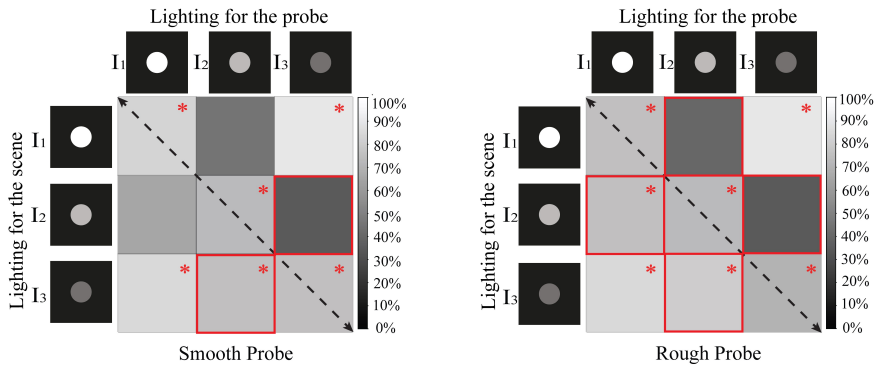 Lighting for the probe
I1 I2 I3
Lighting for the scene
I1
I2
I3
* *
*
* * *
100%
90%
80%
70%
60%
50%
40%
30%
20%
10%
0%
Smooth Probe
Lighting for the probe
I1 I2 I3
Lighting for the scene
I1
I2
I3
* *
* *
* * *
100%
90%
80%
70%
60%
50%
40%
30%
20%
10%
0%
Rough Probe